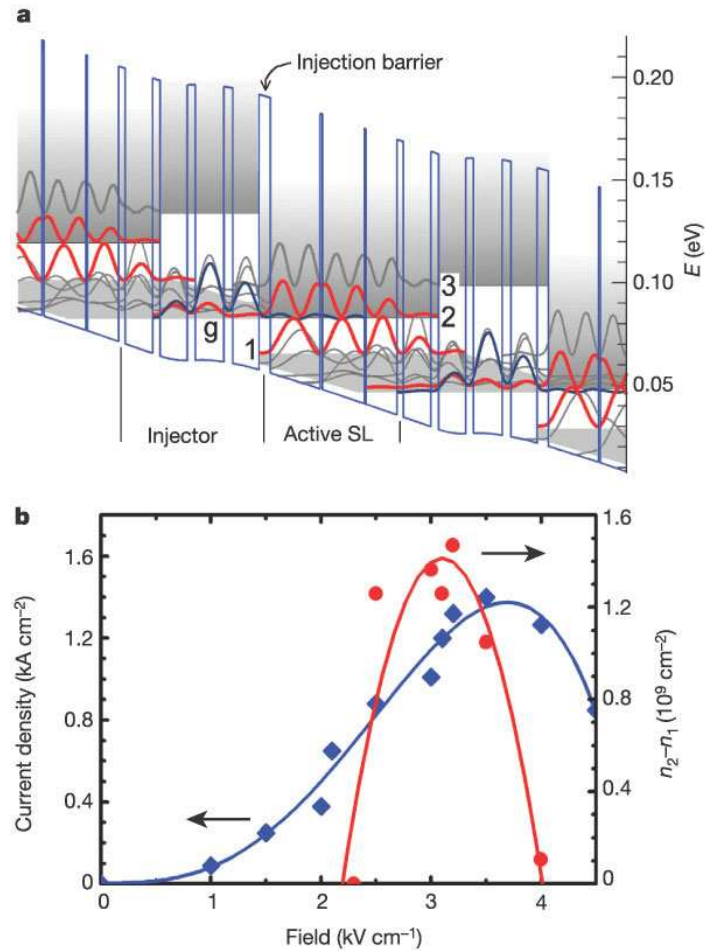 a
Injection barrier
0.20
0.15
0.10
0.05
E (eV)
3
2
g
1
Injector
Active SL
b
1.6
1.4
0.8
0.4
0
Current density (kA cm⁻²)
1.6
1.2
0.8
0.4
0
n₂–n₁ (10⁹ cm⁻²)
0
1
2
3
4
Field (kV cm⁻¹)